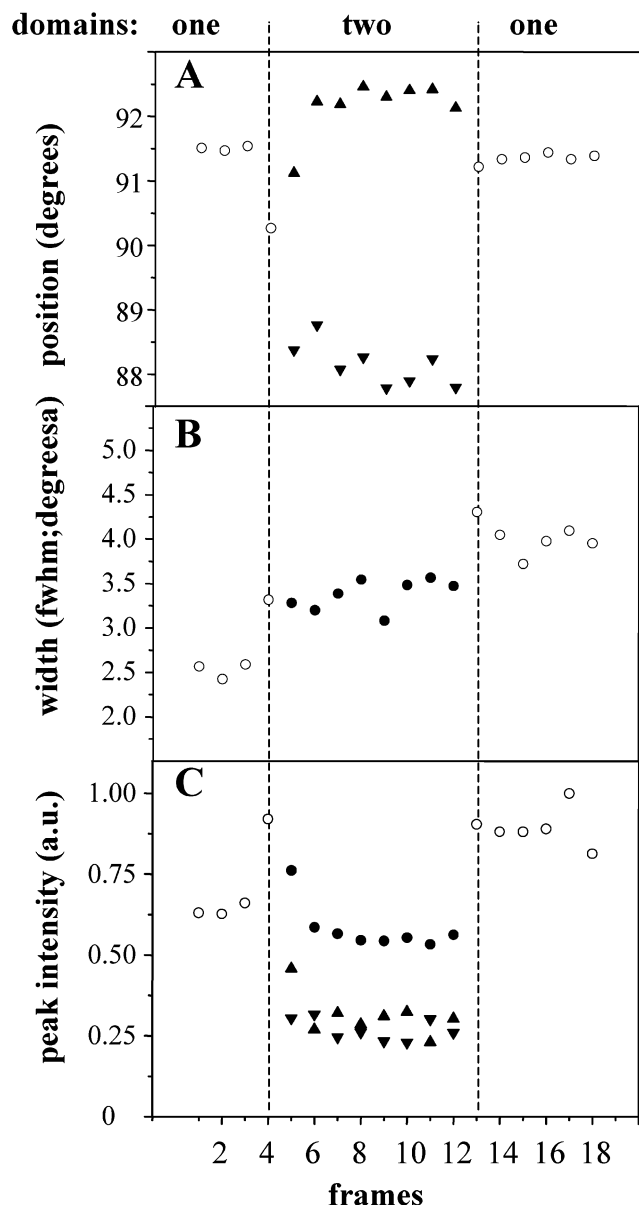 domains: one two one
A
position (degrees)
92
91
90
89
88
B
width (fwhm;degreesa)
5.0
4.5
4.0
3.5
3.0
2.5
2.0
C
peak intensity (a.u.)
1.00
0.75
0.50
0.25
0
2 4 6 8 10 12 14 16 18
frames